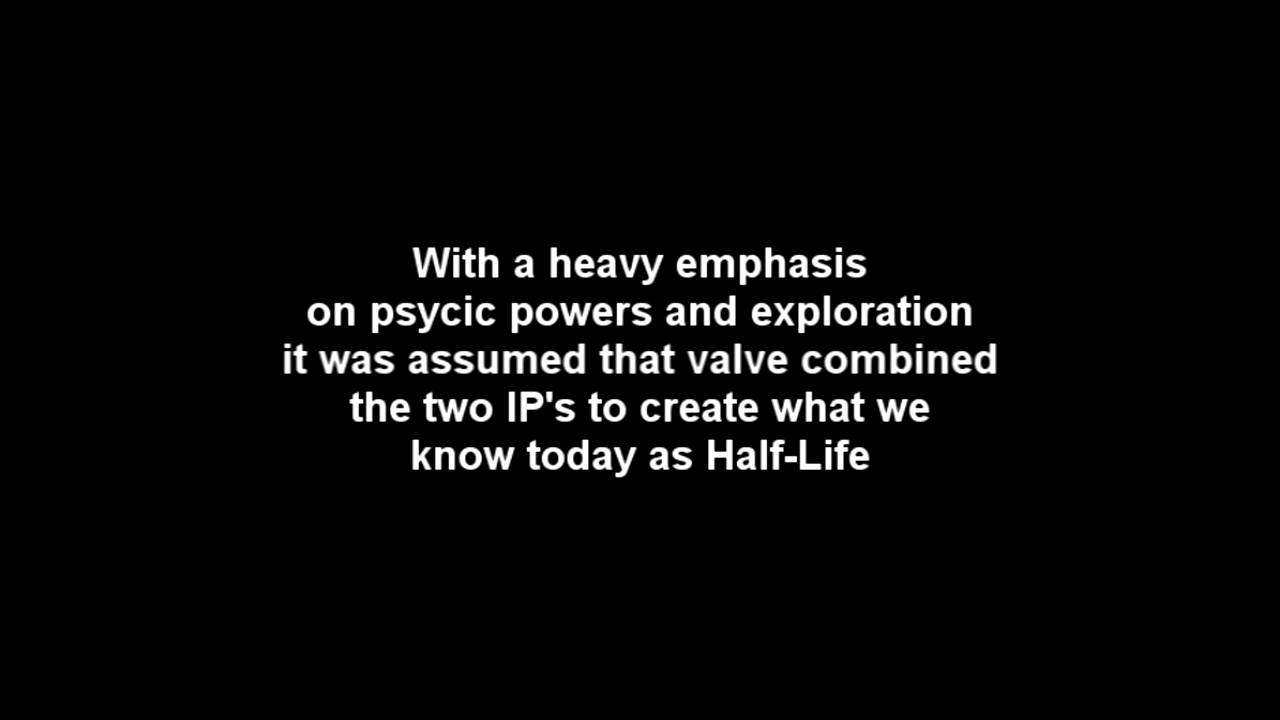 With a heavy emphasis
on psycic powers and exploration
it was assumed that valve combined
the two IP's to create what we
know today as Half-Life